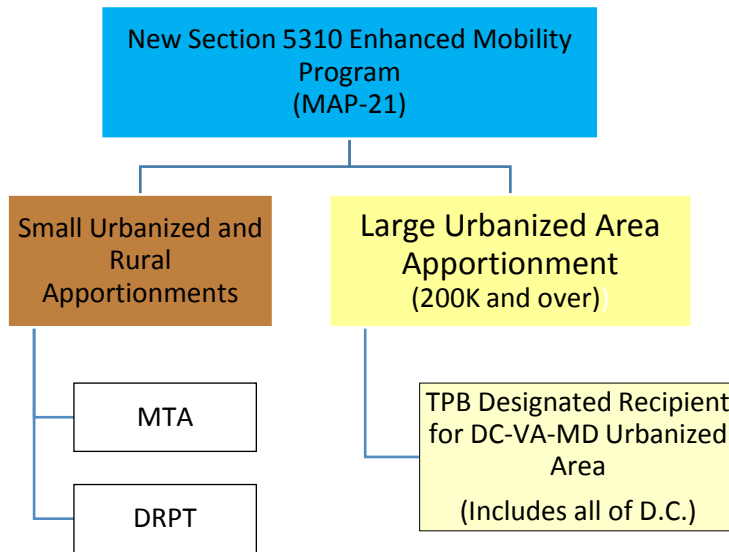 New Section 5310 Enhanced Mobility
Program
(MAP-21)
Small Urbanized and
Rural
Apportionments
Large Urbanized Area
Apportionment
(200K and over))
MTA
DRPT
TPB Designated Recipient
for DC-VA-MD Urbanized
Area
(Includes all of D.C.)